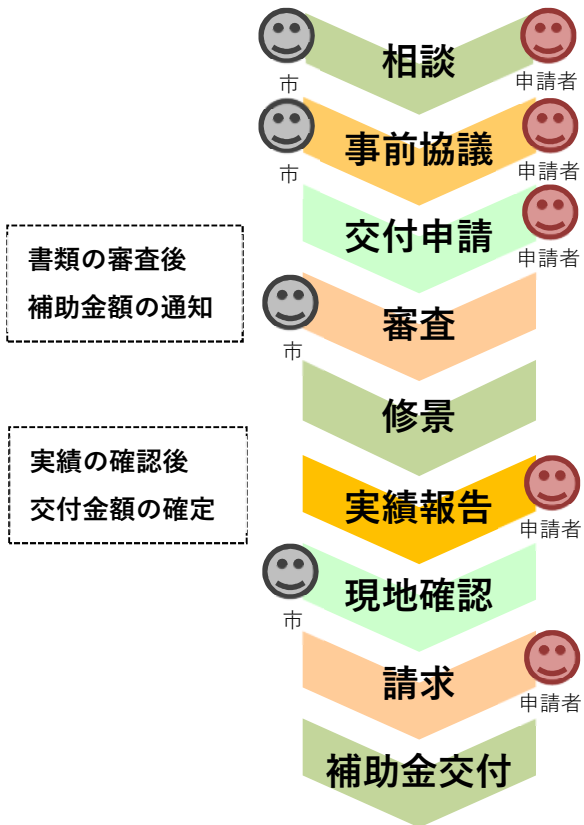 相談
市
申請者
事前協議
市
申請者
交付申請
申請者
書類の審査後
補助金額の通知
審査
市
修景
実績の確認後
交付金額の確定
実績報告
申請者
現地確認
市
請求
申請者
補助金交付